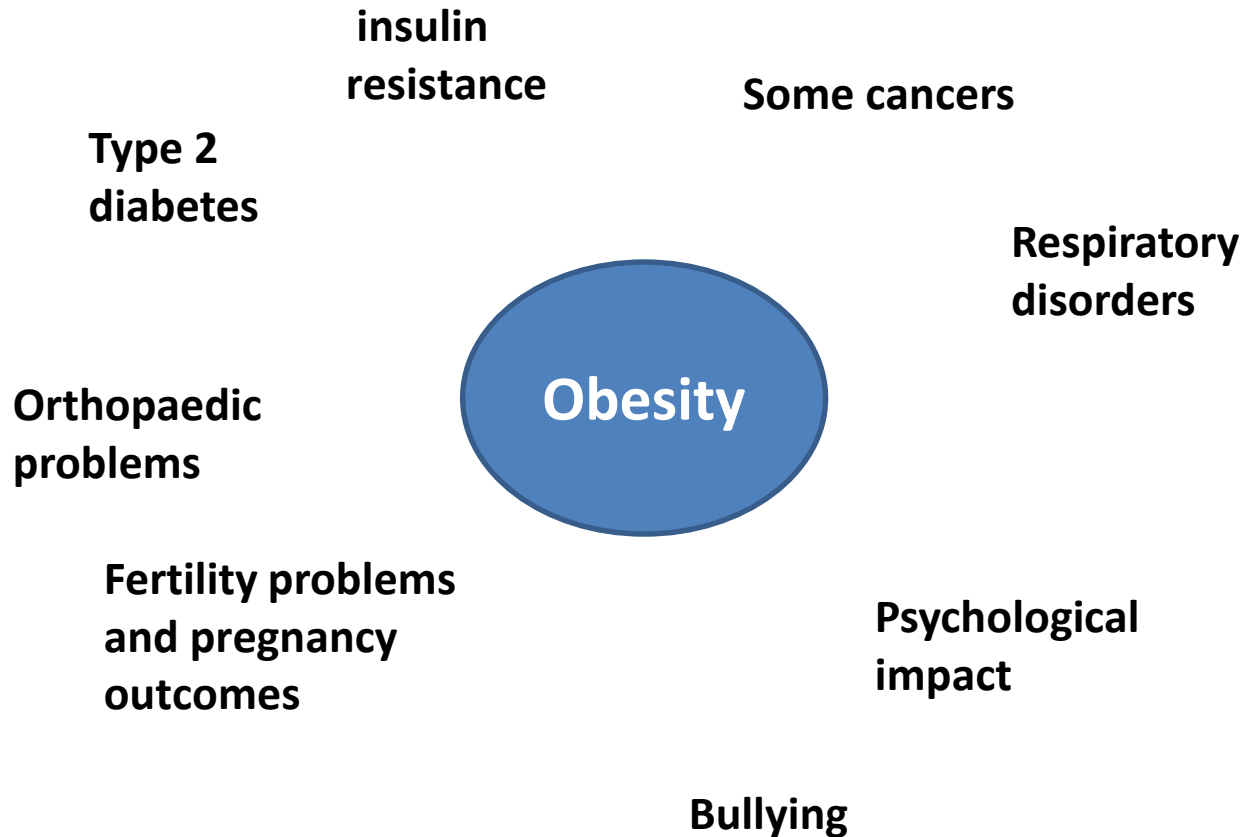 insulin
resistance
Some cancers
Type 2
diabetes
Respiratory
disorders
Obesity
Orthopaedic
problems
Fertility problems
and pregnancy
outcomes
Psychological
impact
Bullying